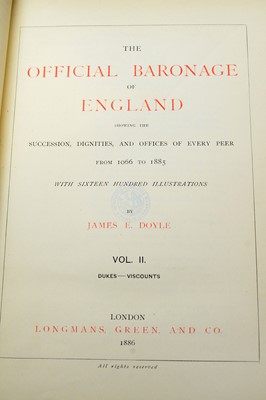 THE
OFFICIAL BARONAGE
OF
ENGLAND
SHOWING THE
SUCCESSION, DIGNITIES, AND OFFICES OF EVERY PEER
FROM 1066 TO 1885
WITH SIXTEEN HUNDRED ILLUSTRATIONS
BY
JAMES E. DOYLE
VOL. II.
DUKES—VISCOUNTS
LONDON
LONGMANS, GREEN, AND CO.
1886
All rights reserved